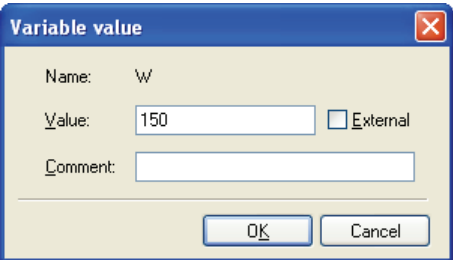 Variable value
Name: W
Value: 150 External
Comment:
OK Cancel